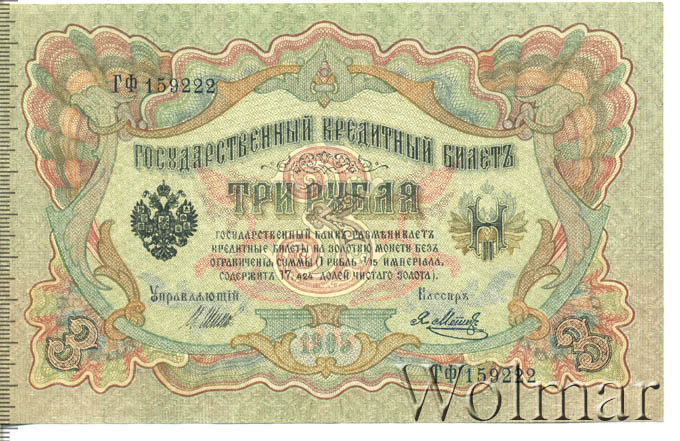 ГФ 159222
ГОСУДАРСТВЕННЫЙ КРЕДИТНЫЙ БИЛЕТЪ
ТРИ РУБЛЯ
Н
ГОСУДАРСТВЕННЫЙ БАНКЪ РАЗМѢНИВАЕТЪ
КРЕДИТНЫЕ БИЛЕТЫ НА ЗОЛОТУЮ МОНЕТУ БЕЗЪ
ОГРАНИЧЕНІЯ СУММЫ (1 РУБЛЬ = 1/15 ИМПЕРІАЛА,
СОДЕРЖИТЪ 17,424 ДОЛЕЙ ЧИСТАГО ЗОЛОТА).
Управляющій Кассиръ
3 1905 3
ГФ 159222
Wolmar